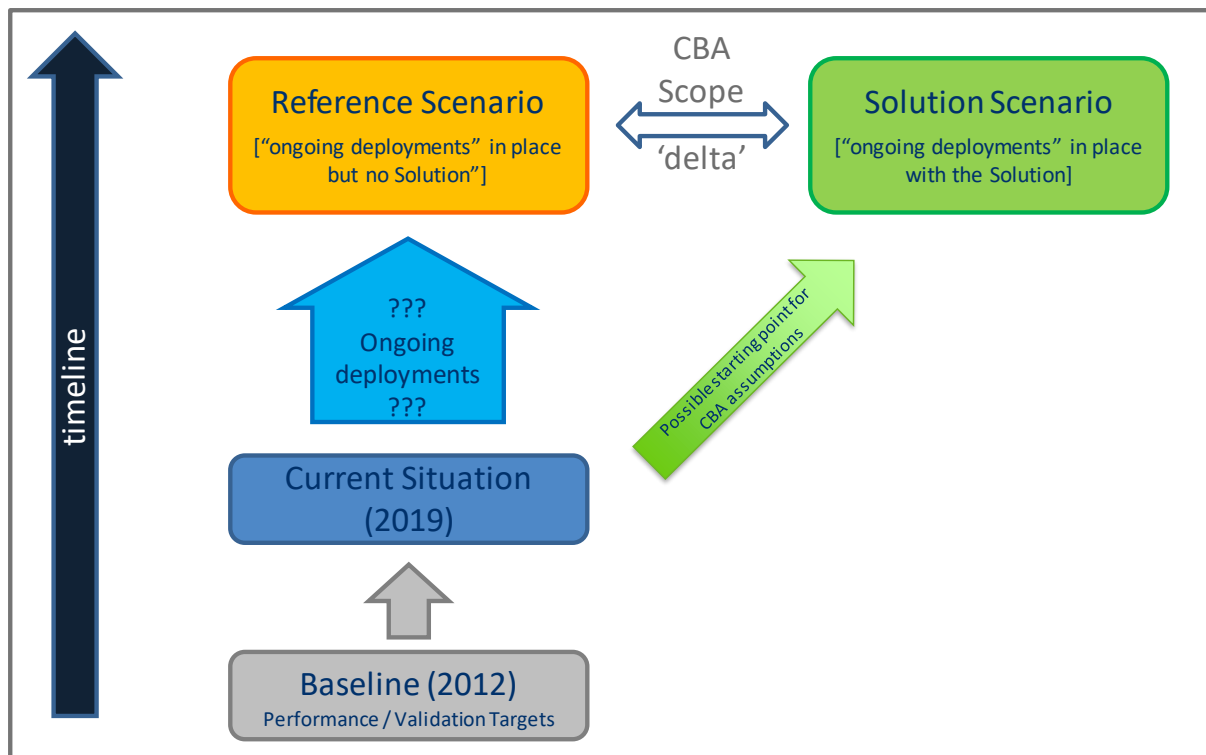 timeline
Reference Scenario
[“ongoing deployments” in place
but no Solution”]
CBA
Scope
‘delta’
Solution Scenario
[“ongoing deployments” in place
with the Solution]
???
Ongoing
deployments
???
Possible starting point for
CBA assumptions
Current Situation
(2019)
Baseline (2012)
Performance / Validation Targets